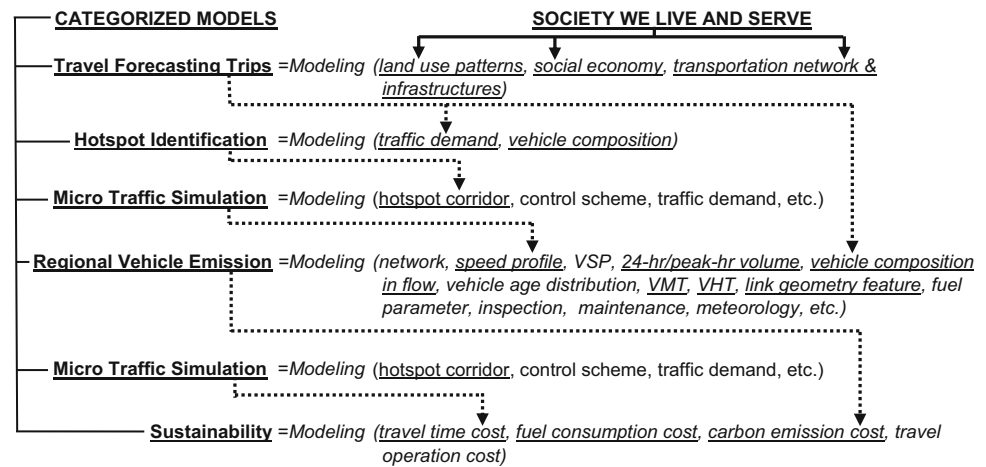 CATEGORIZED MODELS SOCIETY WE LIVE AND SERVE
Travel Forecasting Trips =Modeling (land use patterns, social economy, transportation network &
infrastructures)
Hotspot Identification =Modeling (traffic demand, vehicle composition)
Micro Traffic Simulation =Modeling (hotspot corridor, control scheme, traffic demand, etc.)
Regional Vehicle Emission =Modeling (network, speed profile, VSP, 24-hr/peak-hr volume, vehicle composition
in flow, vehicle age distribution, VMT, VHT, link geometry feature, fuel
parameter, inspection, maintenance, meteorology, etc.)
Micro Traffic Simulation =Modeling (hotspot corridor, control scheme, traffic demand, etc.)
Sustainability =Modeling (travel time cost, fuel consumption cost, carbon emission cost, travel
operation cost)